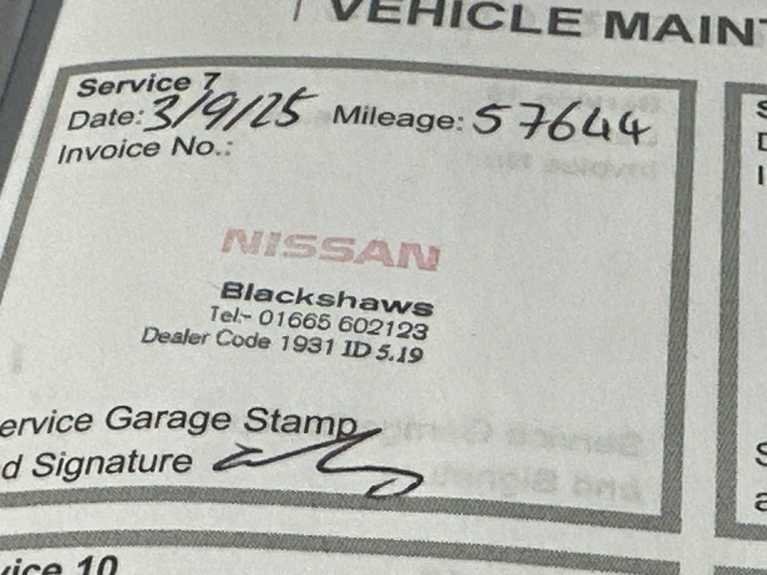 VEHICLE MAINT
Service 7
Date: 3/9/25 Mileage: 57644
Invoice No.:
NISSAN
Blackshaws
Tel:- 01665 602123
Dealer Code 1931 ID 5.19
ervice Garage Stamp
d Signature
vice 10